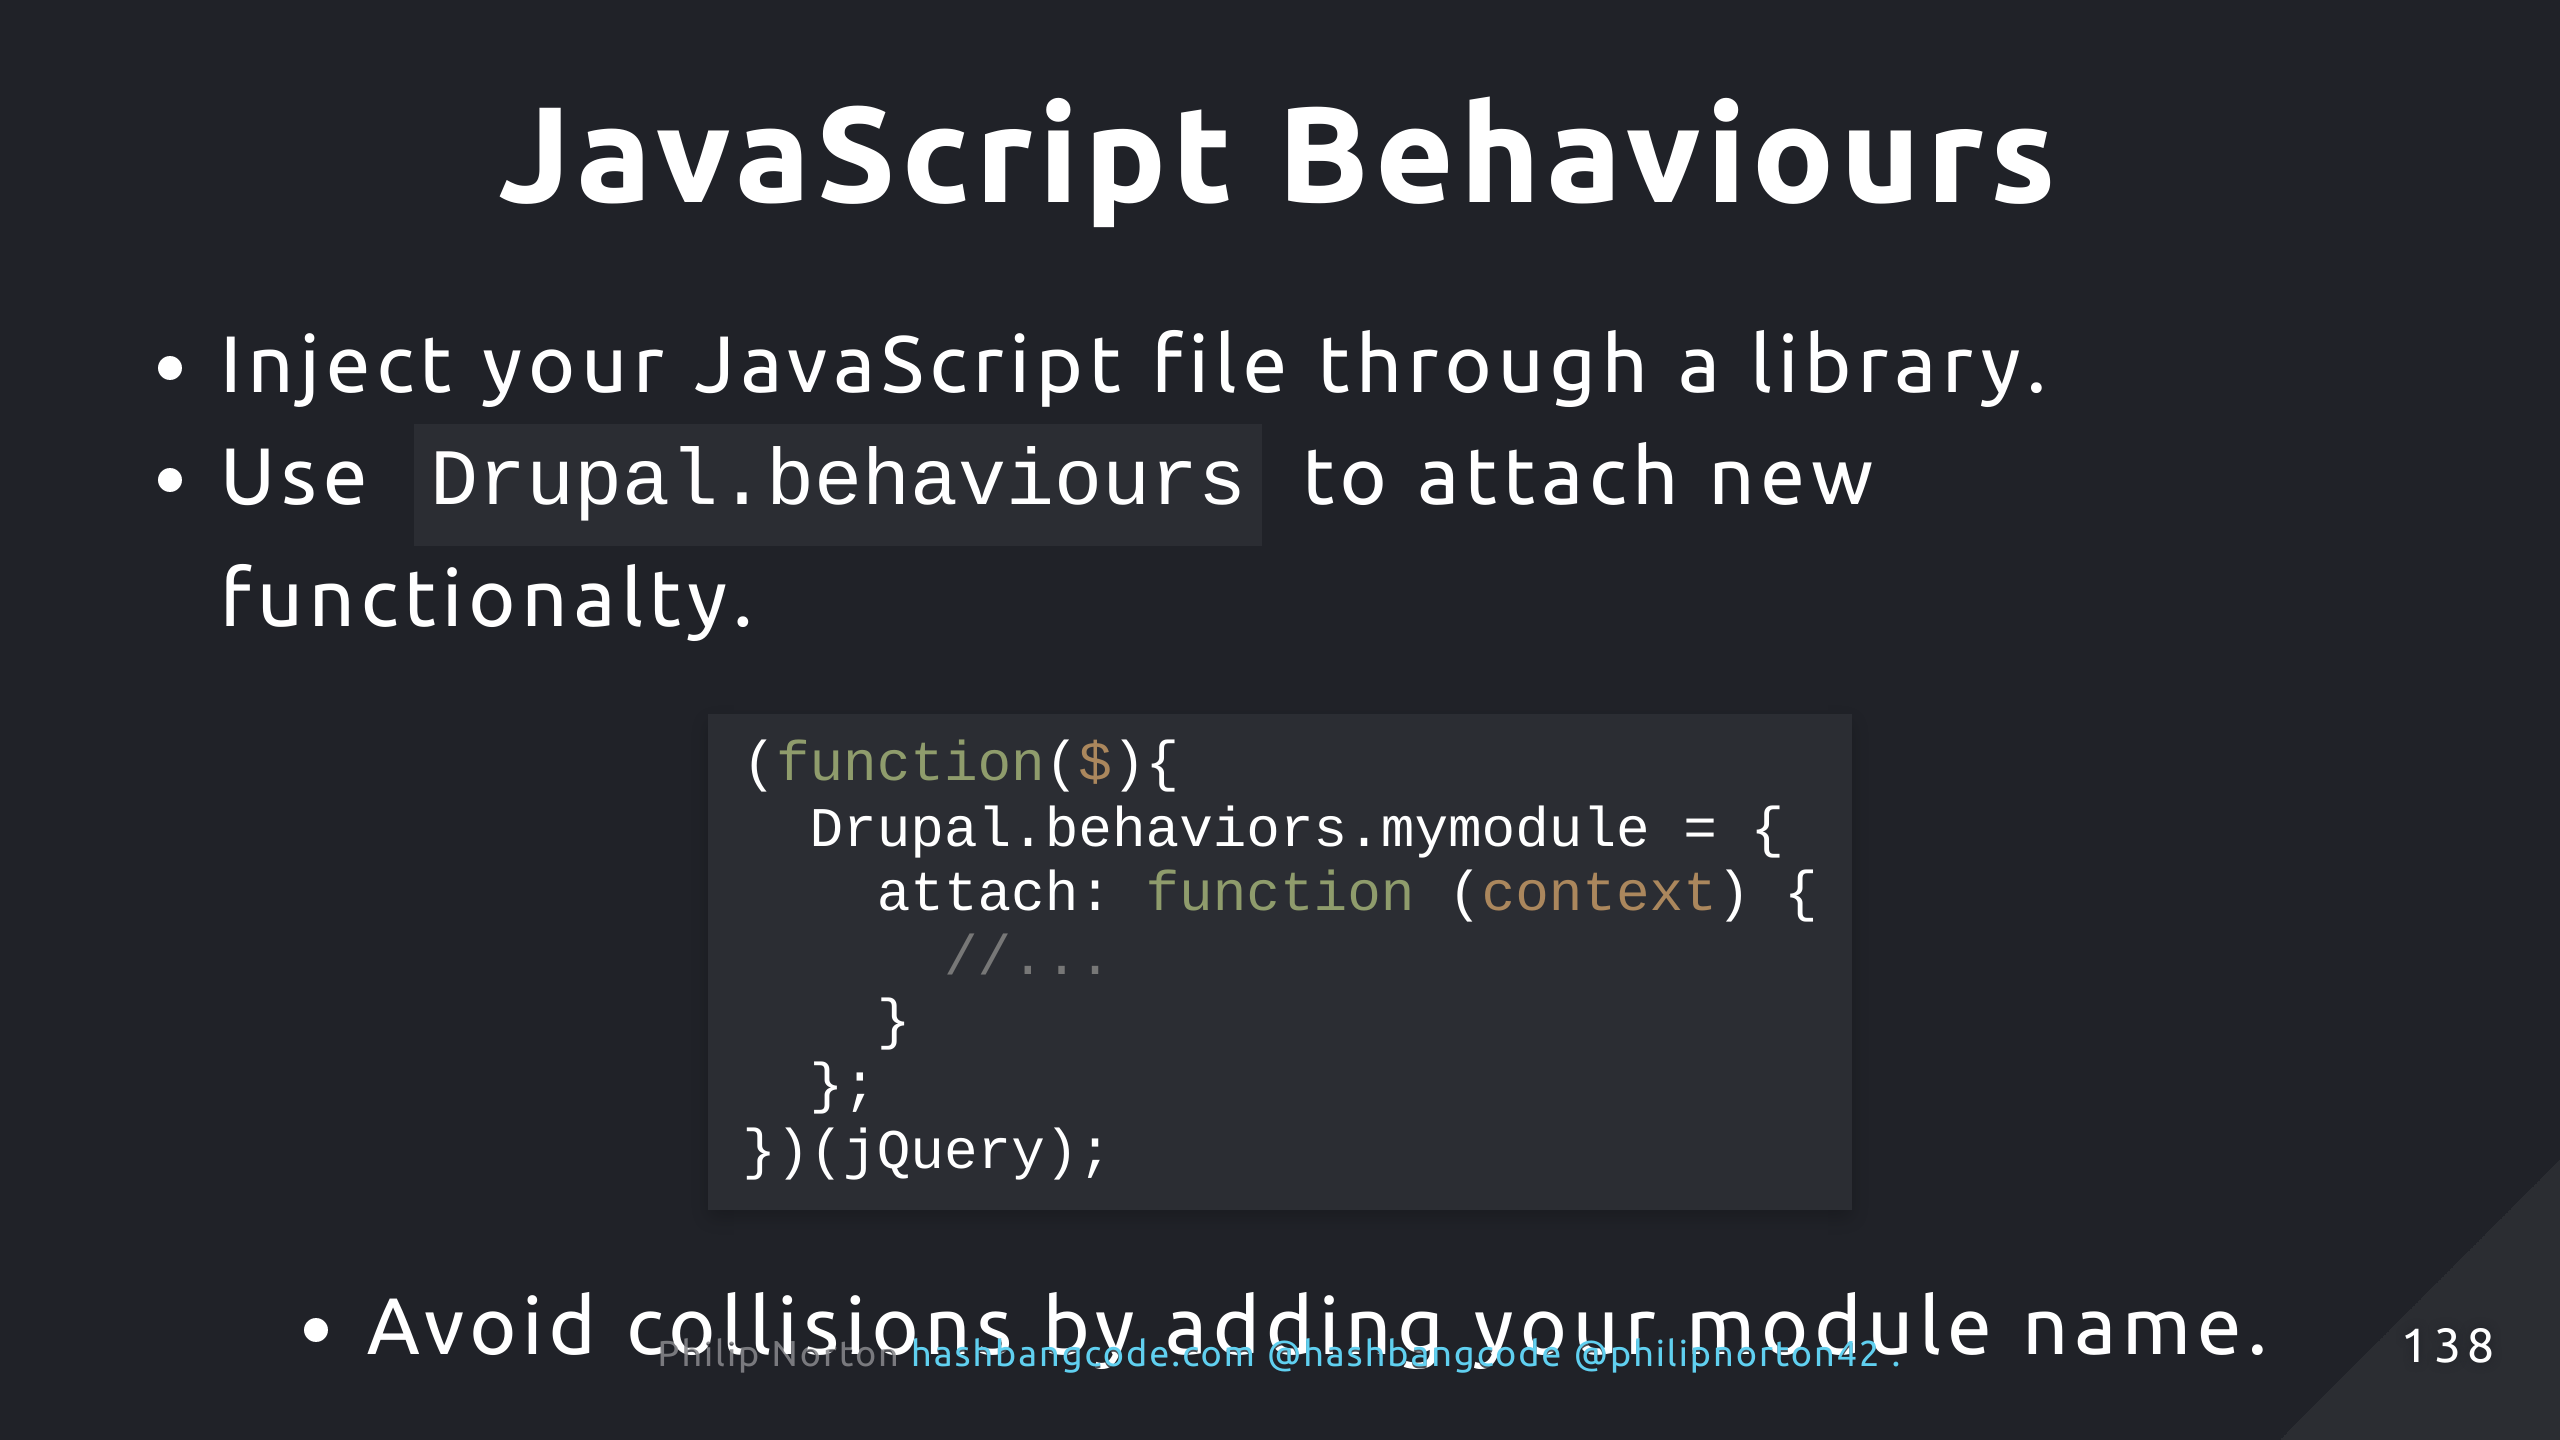 JavaScript Behaviours
• Inject your JavaScript file through a library.
• Use Drupal.behaviours to attach new
functionalty.
(function($){
  Drupal.behaviors.mymodule = {
    attach: function (context) {
      //...
    }
  };
})(jQuery);
• Avoid collisions by adding your module name.
Philip Norton hashbangcode.com @hashbangcode @philipnorton42 .
138